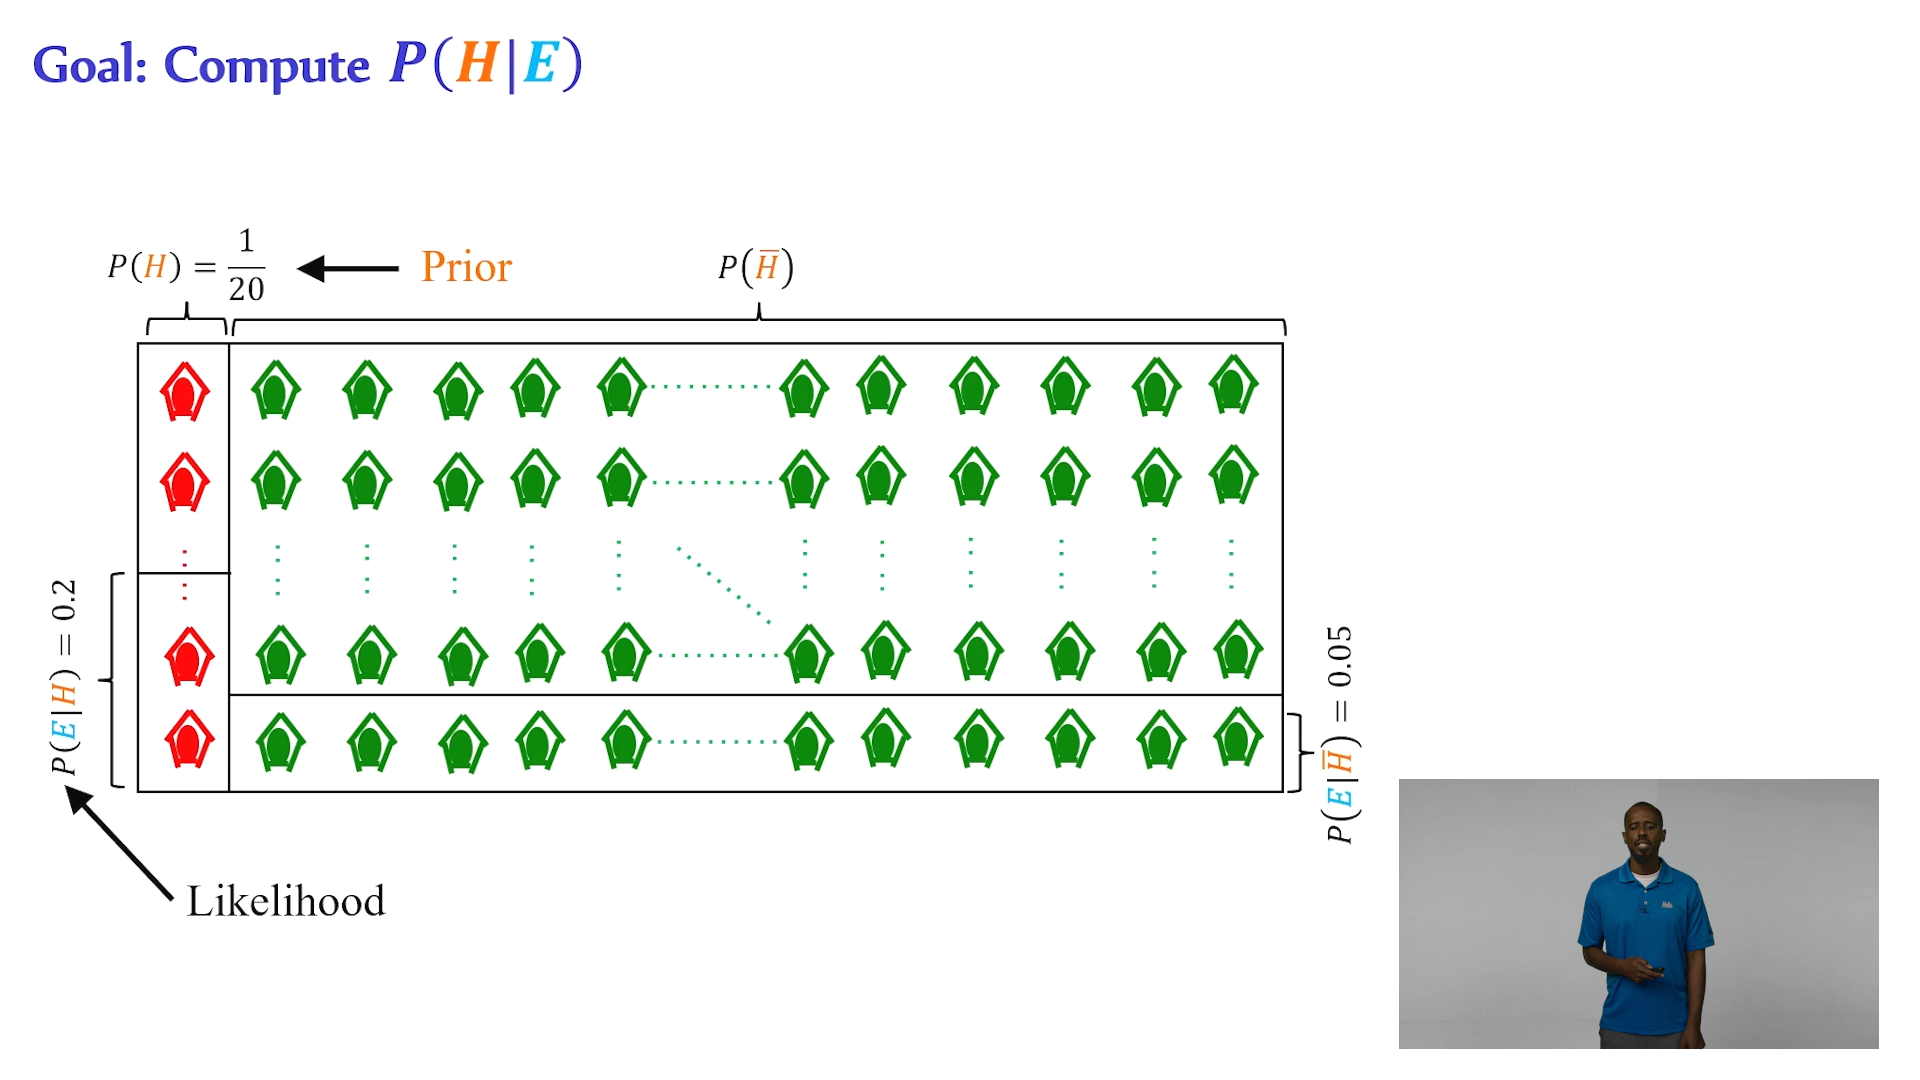 Goal: Compute P(H|E)
P(H) = 1/20
Prior
P(H̅)
P(E|H) = 0.2
P(E|H̅) = 0.05
Likelihood